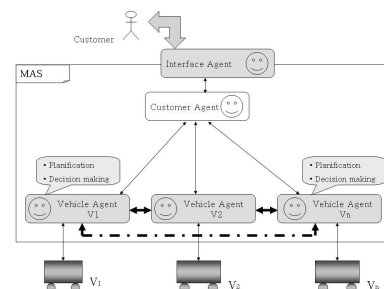 Customer
Interface Agent
MAS
Customer Agent
• Planification
• Decision making
• Planification
• Decision making
Vehicle Agent
V1
Vehicle Agent
V2
Vehicle Agent
Vn
V1
V2
Vn